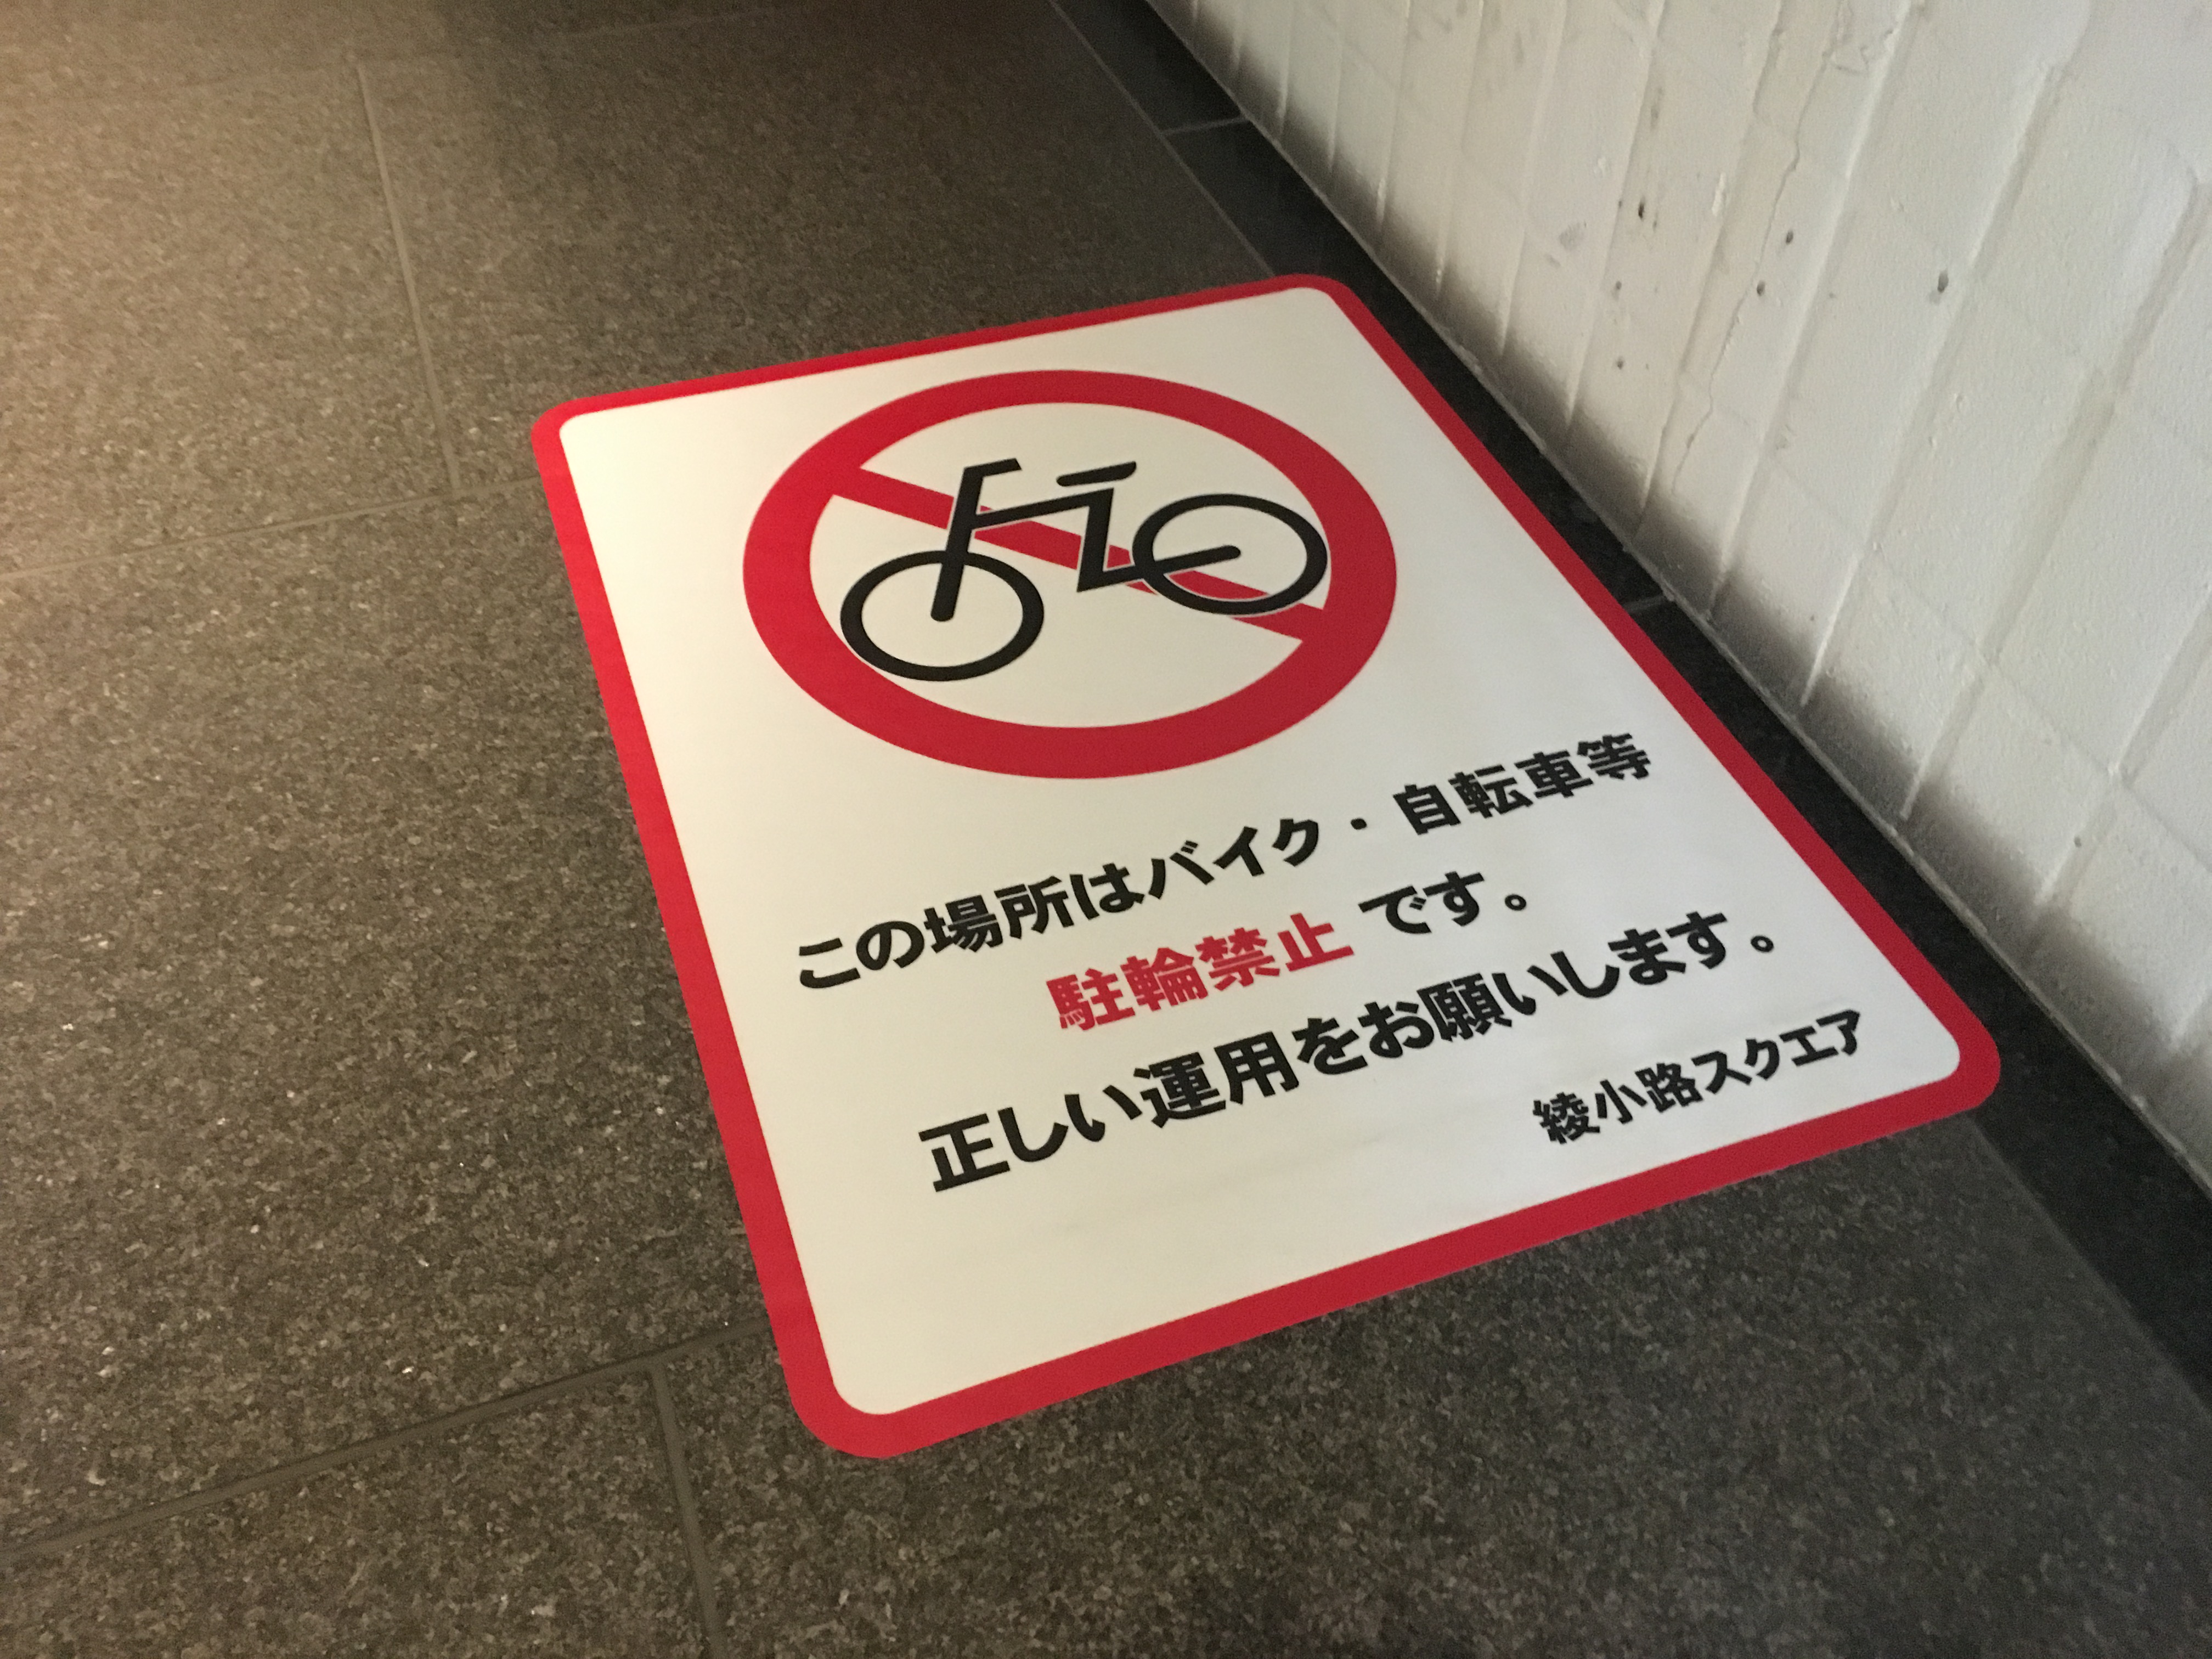 この場所はバイク・自転車等
駐輪禁止です。
正しい運用をお願いします。
綾小路スクエア